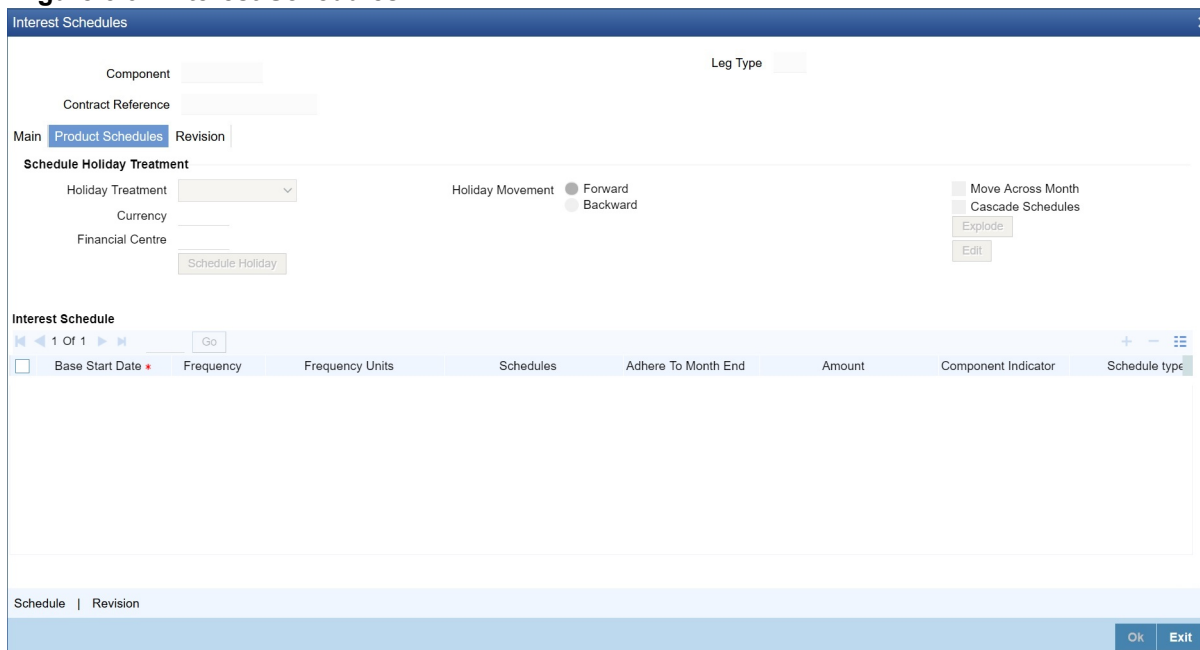 Interest Schedules
Component
Leg Type
Contract Reference
Main Product Schedules Revision
Schedule Holiday Treatment
Holiday Treatment
Holiday Movement Forward
Backward
Move Across Month
Cascade Schedules
Currency
Explode
Financial Centre
Edit
Schedule Holiday
Interest Schedule
1 Of 1 Go
Base Start Date * Frequency Frequency Units Schedules Adhere To Month End Amount Component Indicator Schedule type
Schedule | Revision
Ok Exit